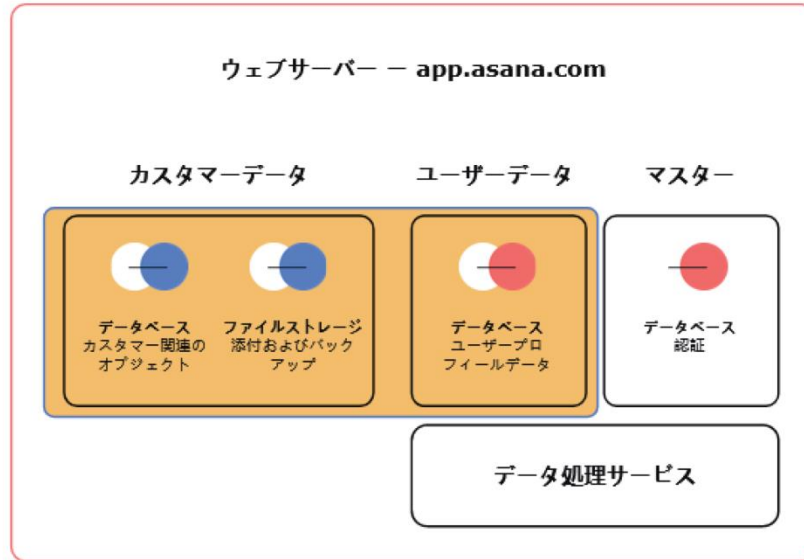 ウェブサーバー － app.asana.com
カスタマーデータ
ユーザーデータ
マスター
データベース
カスタマー関連の
オブジェクト
ファイルストレージ
添付およびバック
アップ
データベース
ユーザープロ
フィールデータ
データベース
認証
データ処理サービス